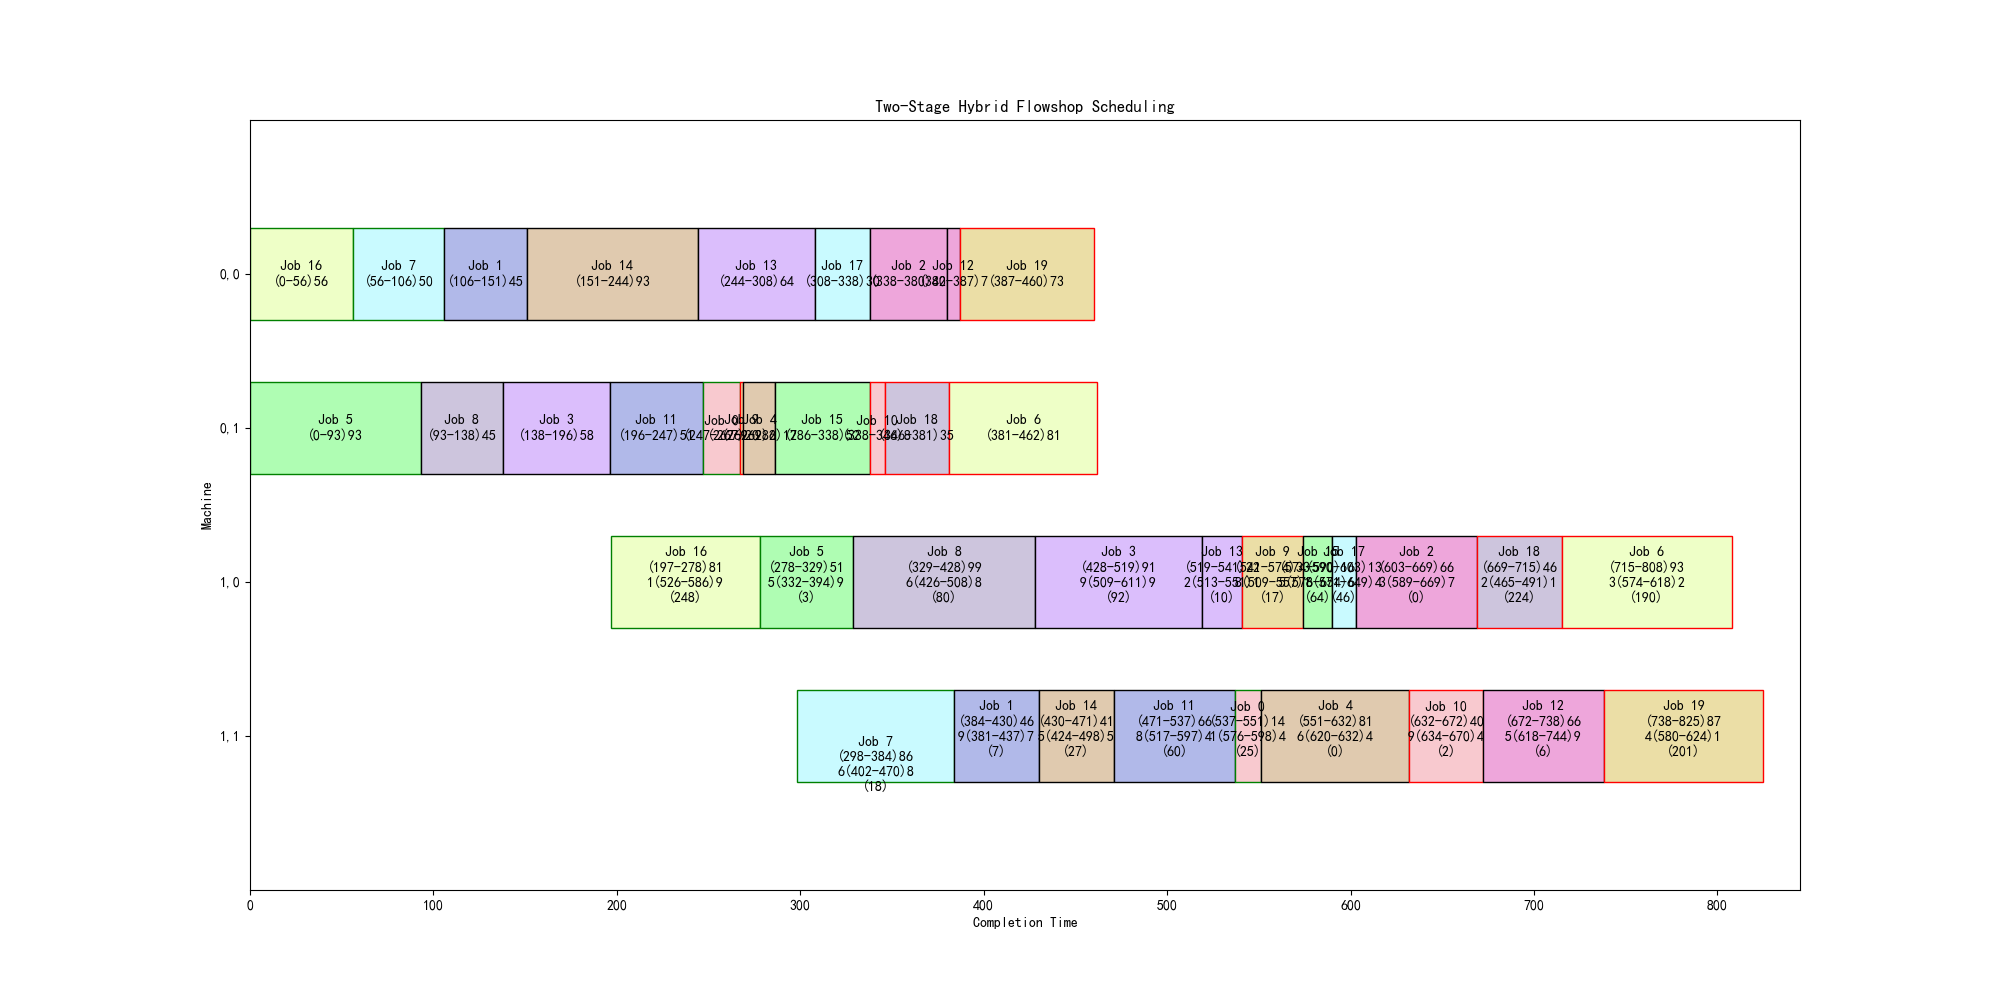 Two-Stage Hybrid Flowshop Scheduling
Machine
0,0
Job 16
(0-56)56
Job 7
(56-106)50
Job 1
(106-151)45
Job 14
(151-244)93
Job 13
(244-308)64
Job 17
(308-338)30
Job 2
(338-380)42
Job 12
(380-387)7
Job 19
(387-460)73
0,1
Job 5
(0-93)93
Job 8
(93-138)45
Job 3
(138-196)58
Job 11
(196-247)51
Job 0
Job 9
Job 4
Job 15
(286-338)52
Job 10
Job 18
(346-381)35
Job 6
(381-462)81
1,0
Job 16
(197-278)81
1(526-586)9
(248)
Job 5
(278-329)51
5(332-394)9
(3)
Job 8
(329-428)99
6(426-508)8
(80)
Job 3
(428-519)91
9(509-611)9
(92)
Job 13
(10)
Job 9
(17)
Job 15
(64)
Job 17
(590-603)13
(46)
Job 2
(603-669)66
3(589-669)7
(0)
Job 18
(669-715)46
2(465-491)1
(224)
Job 6
(715-808)93
3(574-618)2
(190)
1,1
Job 7
(298-384)86
6(402-470)8
(18)
Job 1
(384-430)46
9(381-437)7
(7)
Job 14
(430-471)41
5(424-498)5
(27)
Job 11
(471-537)66
8(517-597)4
(60)
Job 0
(537-551)14
1(576-598)4
(25)
Job 4
(551-632)81
6(620-632)4
(0)
Job 10
(632-672)40
9(634-670)4
(2)
Job 12
(672-738)66
5(618-744)9
(6)
Job 19
(738-825)87
4(580-624)1
(201)
0
100
200
300
400
500
600
700
800
Completion Time